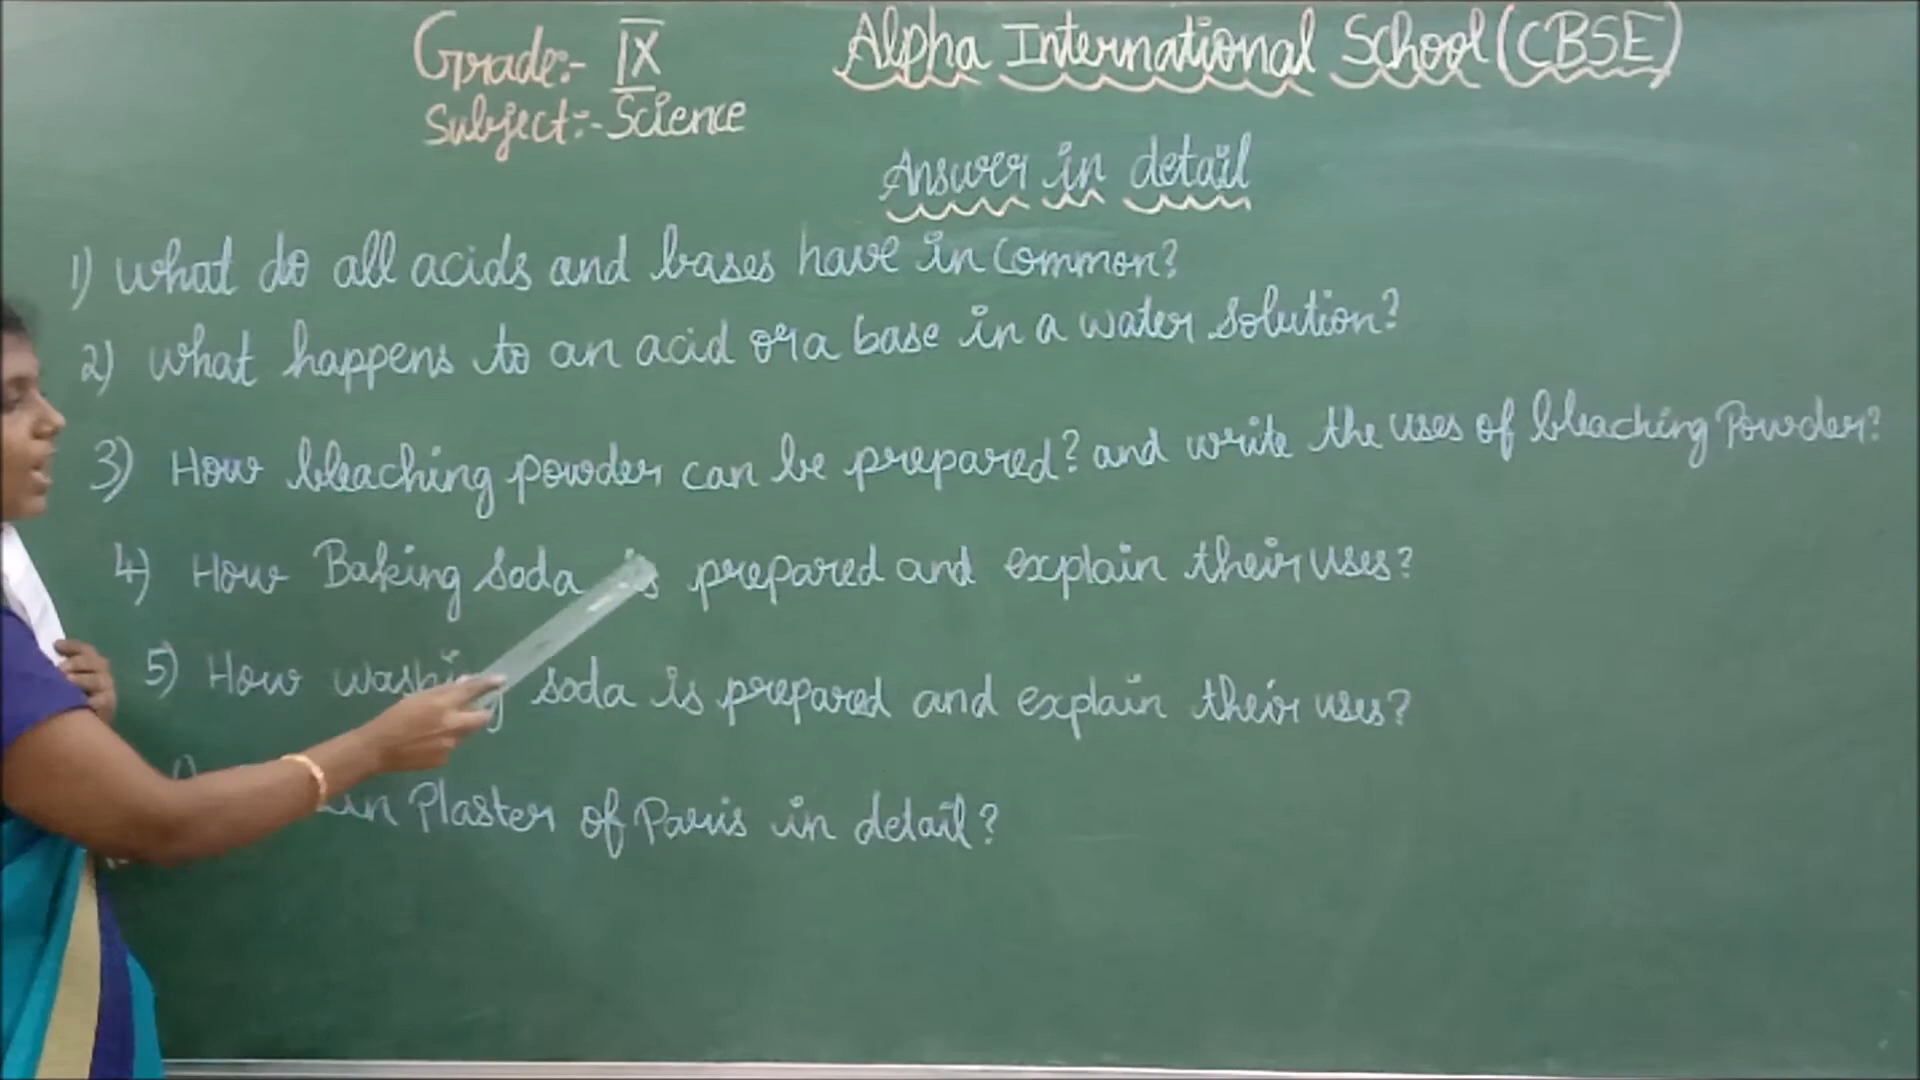 Grade:- IX
Alpha International School (CBSE)
Subject:- Science
Answer in detail
1) What do all acids and bases have in common?
2) What happens to an acid or a base in a water solution?
3) How bleaching powder can be prepared? and write the uses of bleaching Powder?
4) How Baking soda is prepared and explain their uses?
5) How washing soda is prepared and explain their uses?
Plaster of Paris in detail?